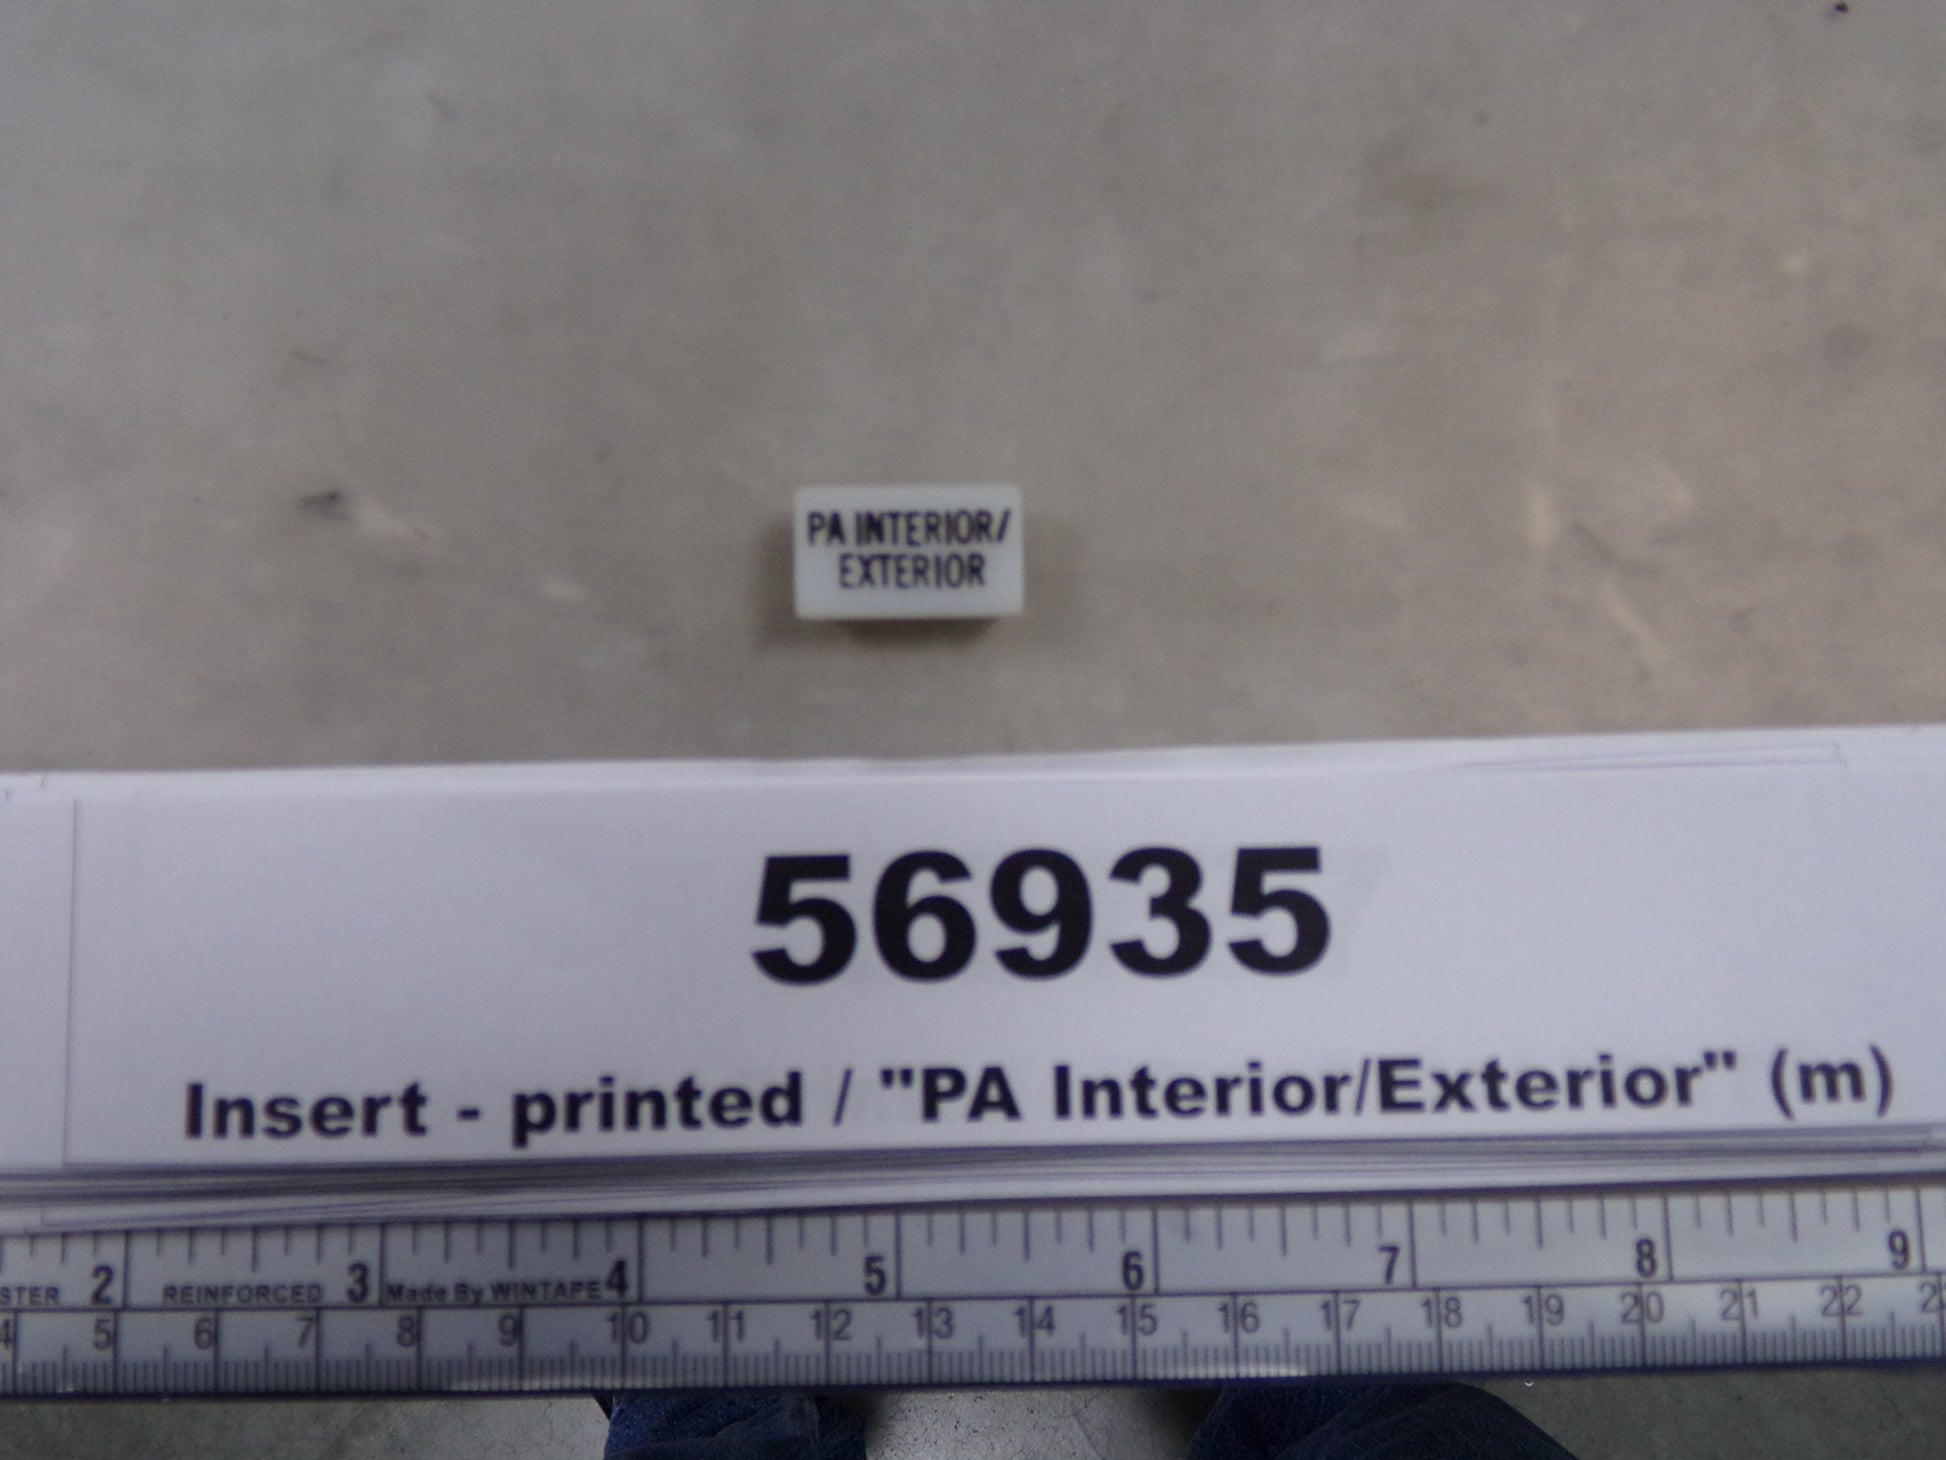 PA INTERIOR/
EXTERIOR
56935
Insert - printed / "PA Interior/Exterior" (m)
STER 2 REINFORCED 3 Made By WINTAPE 4 5 6 7 8 9
4 5 6 7 8 9 10 11 12 13 14 15 16 17 18 19 20 21 22